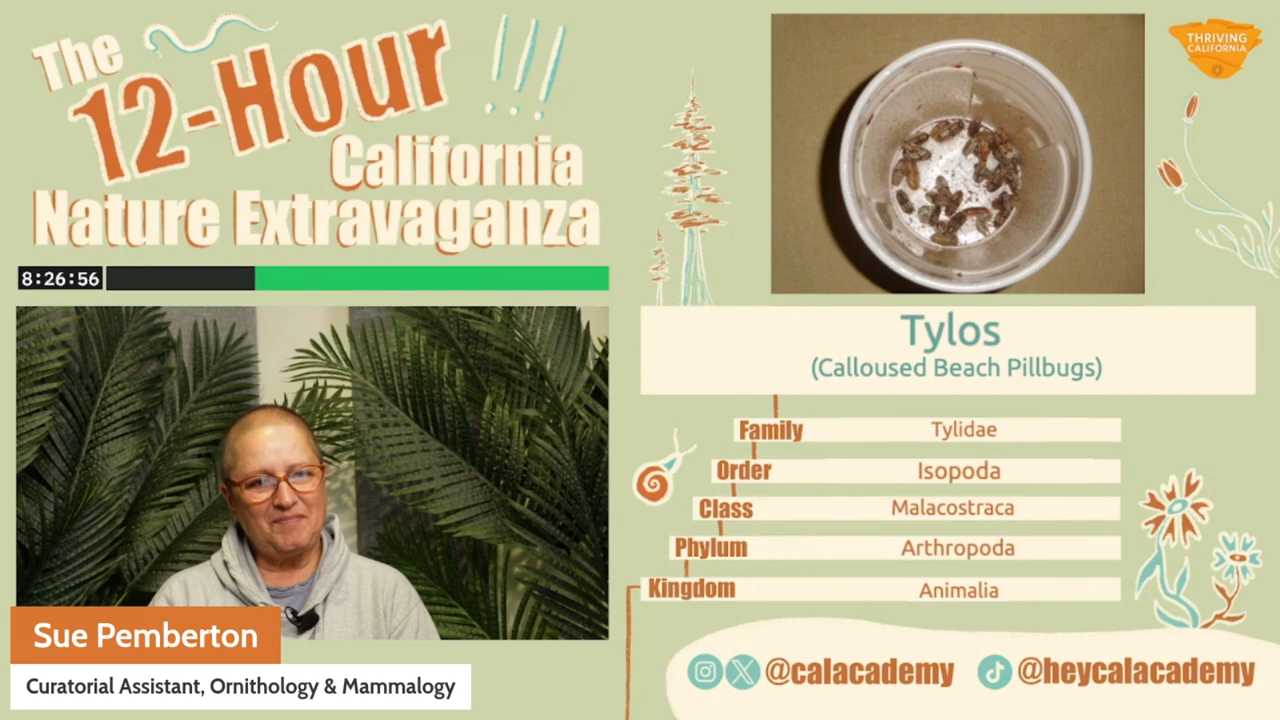 The
12-Hour !!!
California
Nature Extravaganza
8:26:56
Sue Pemberton
Curatorial Assistant, Ornithology & Mammalogy
THRIVING
CALIFORNIA
Tylos
(Calloused Beach Pillbugs)
Family Tylidae
Order Isopoda
Class Malacostraca
Phylum Arthropoda
Kingdom Animalia
@calacademy @heycalacademy